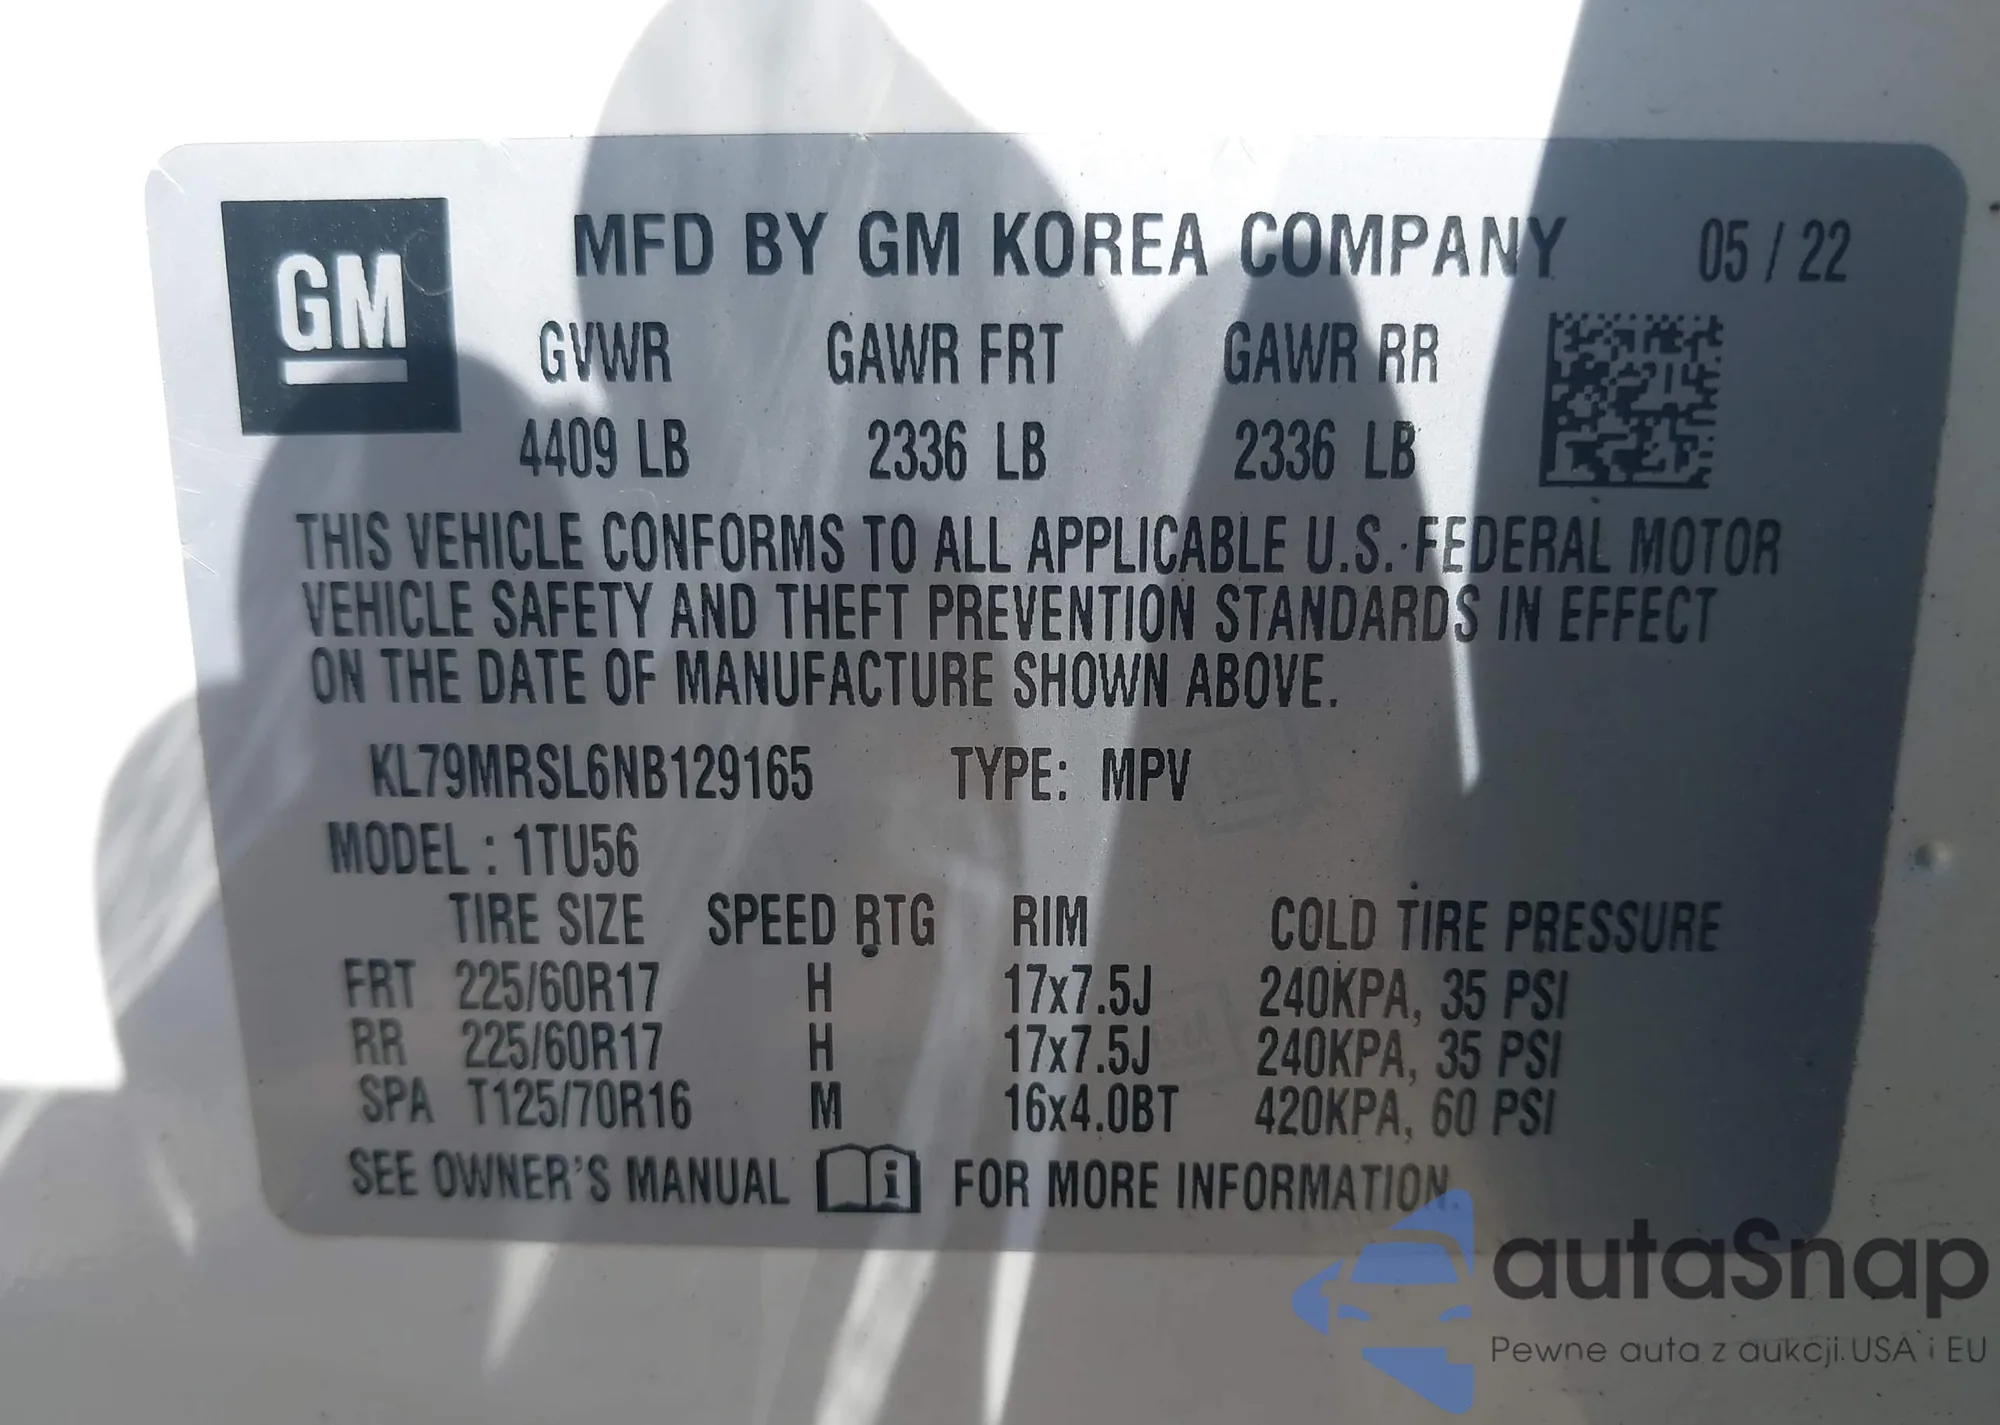 GM
MFD BY GM KOREA COMPANY 05 / 22
GVWR GAWR FRT GAWR RR
4409 LB 2336 LB 2336 LB
THIS VEHICLE CONFORMS TO ALL APPLICABLE U.S. FEDERAL MOTOR
VEHICLE SAFETY AND THEFT PREVENTION STANDARDS IN EFFECT
ON THE DATE OF MANUFACTURE SHOWN ABOVE.
KL79MRSL6NB129165 TYPE: MPV
MODEL : 1TU56
TIRE SIZE SPEED RTG RIM COLD TIRE PRESSURE
FRT 225/60R17 H 17x7.5J 240KPA, 35 PSI
RR 225/60R17 H 17x7.5J 240KPA, 35 PSI
SPA T125/70R16 M 16x4.0BT 420KPA, 60 PSI
SEE OWNER'S MANUAL i FOR MORE INFORMATION.
autaSnap
Pewne auta z aukcji USA i EU